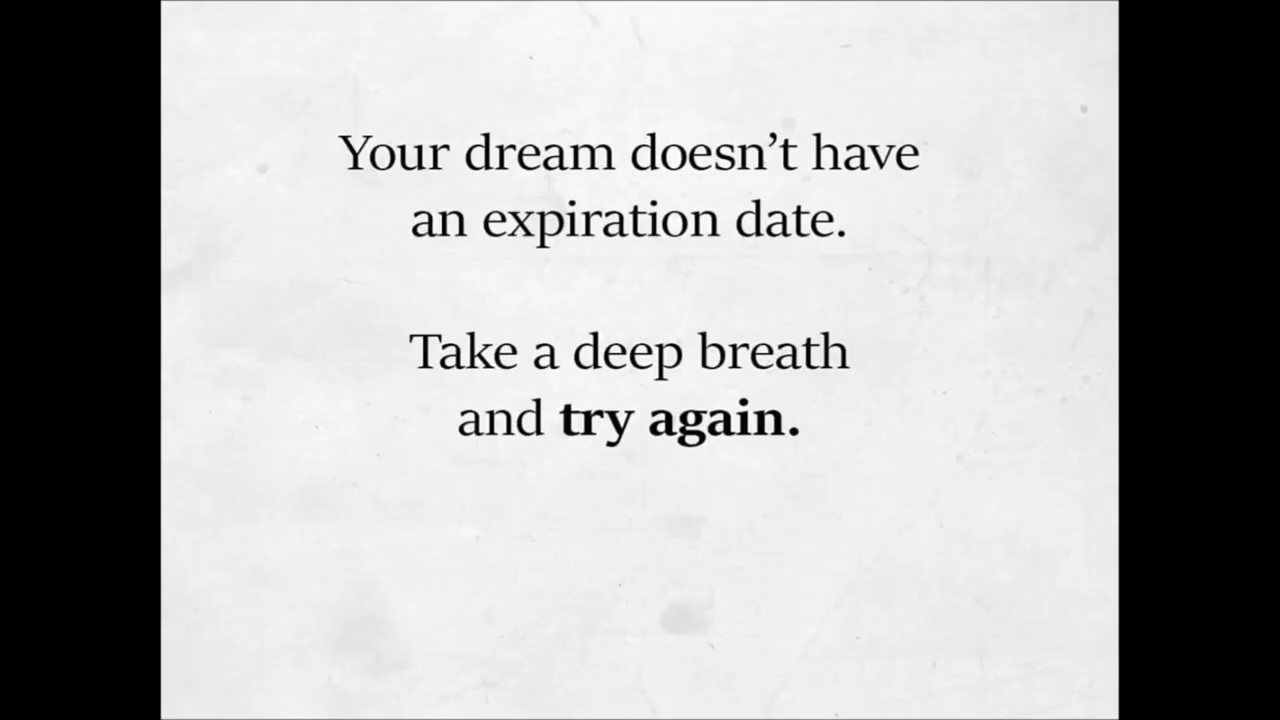 Your dream doesn’t have
an expiration date.
Take a deep breath
and try again.